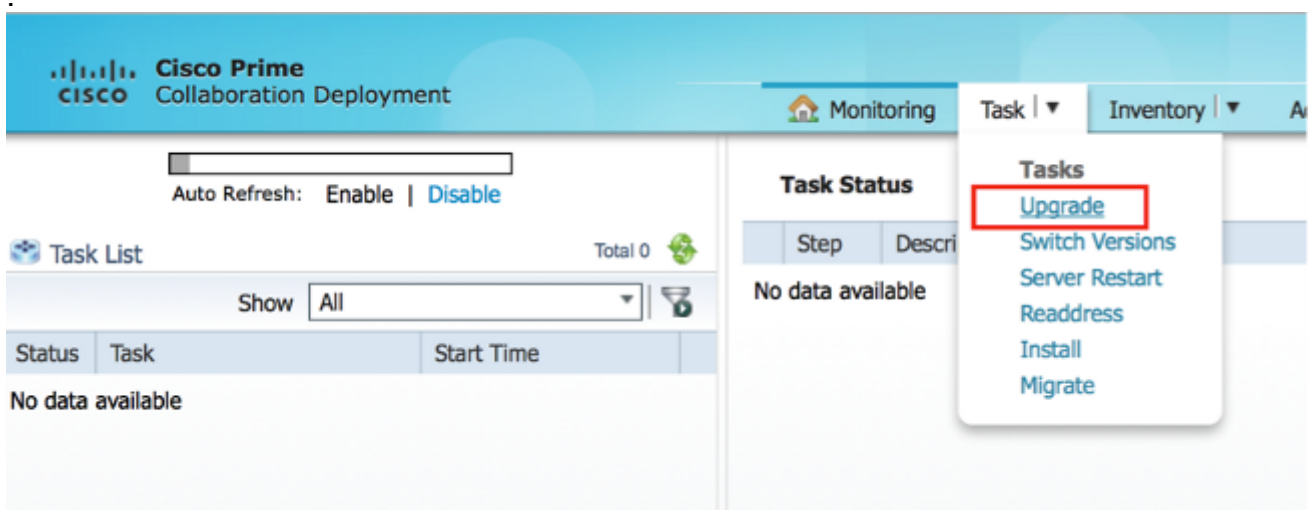 .
Cisco Prime
CISCO Collaboration Deployment
Monitoring Task Inventory
Auto Refresh: Enable | Disable
Task List Total 0
Show All
Status Task Start Time
No data available
Task Status
Step Descri
No data available
Tasks
Upgrade
Switch Versions
Server Restart
Readdress
Install
Migrate